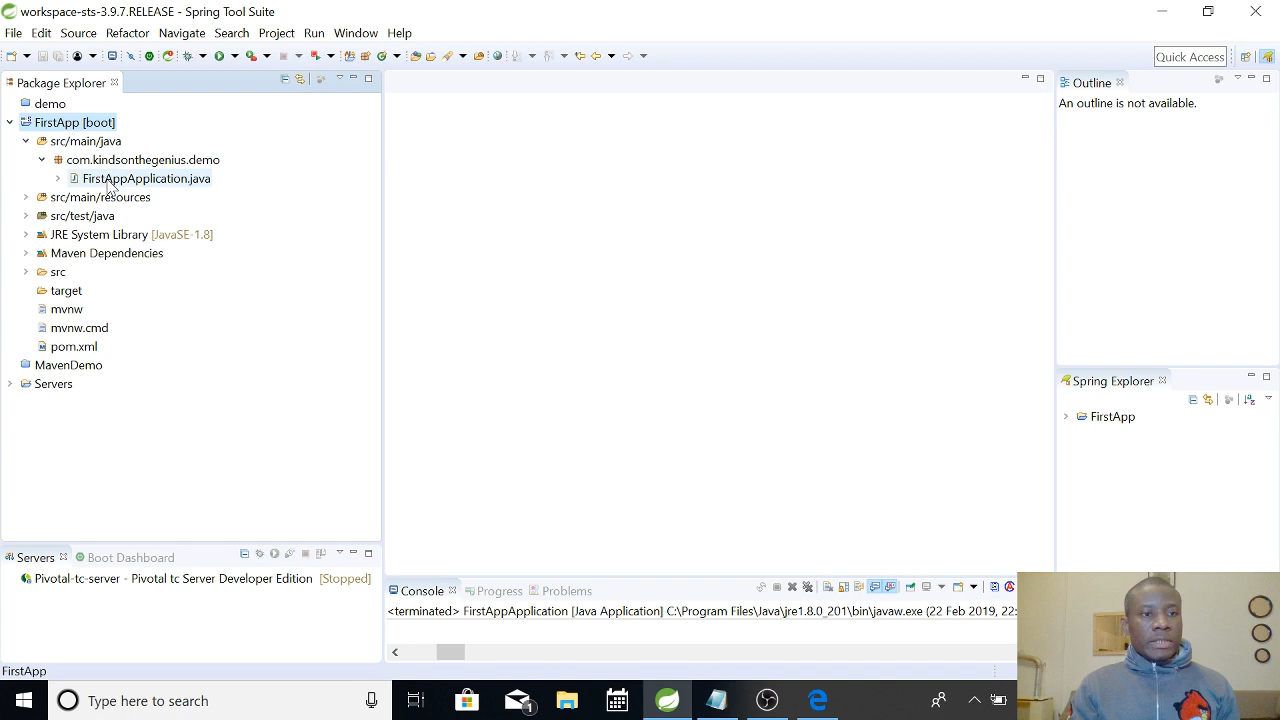 workspace-sts-3.9.7.RELEASE - Spring Tool Suite
File Edit Source Refactor Navigate Search Project Run Window Help
Quick Access
Package Explorer
demo
FirstApp [boot]
src/main/java
com.kindsonthegenius.demo
FirstAppApplication.java
src/main/resources
src/test/java
JRE System Library [JavaSE-1.8]
Maven Dependencies
src
target
mvnw
mvnw.cmd
pom.xml
MavenDemo
Servers
Outline
An outline is not available.
Spring Explorer
FirstApp
Servers Boot Dashboard
Pivotal-tc-server - Pivotal tc Server Developer Edition [Stopped]
Console Progress Problems
<terminated> FirstAppApplication [Java Application] C:\Program Files\Java\jre1.8.0_201\bin\javaw.exe (22 Feb 2019, 22:
FirstApp
Type here to search
1